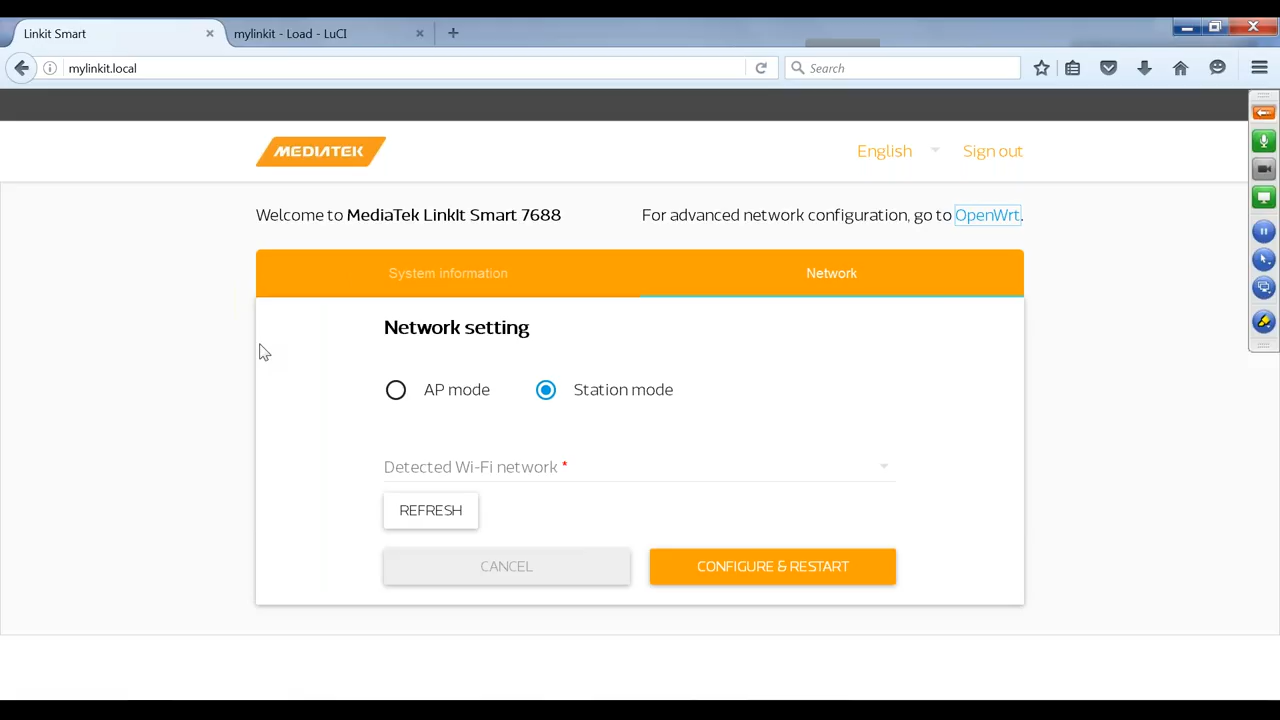 Linkit Smart
mylinkit - Load - LuCI
mylinkit.local
Search
MEDIATEK
English
Sign out
Welcome to MediaTek LinkIt Smart 7688
For advanced network configuration, go to OpenWrt.
System information
Network
Network setting
AP mode
Station mode
Detected Wi-Fi network *
REFRESH
CANCEL
CONFIGURE & RESTART